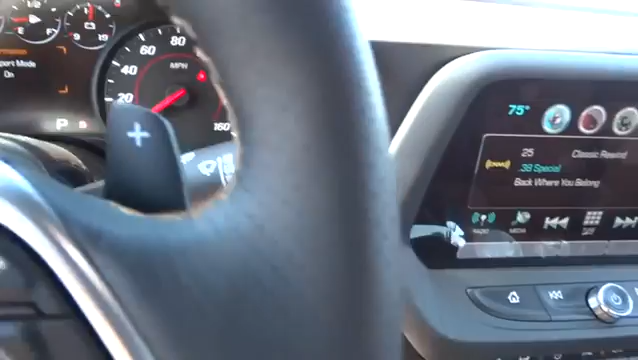 port Mode
On
20
40
60
80
MPH
160
P
+
75°
25
Classic Rewind
.38 Special
Back Where You Belong
RADIO
MEDIA